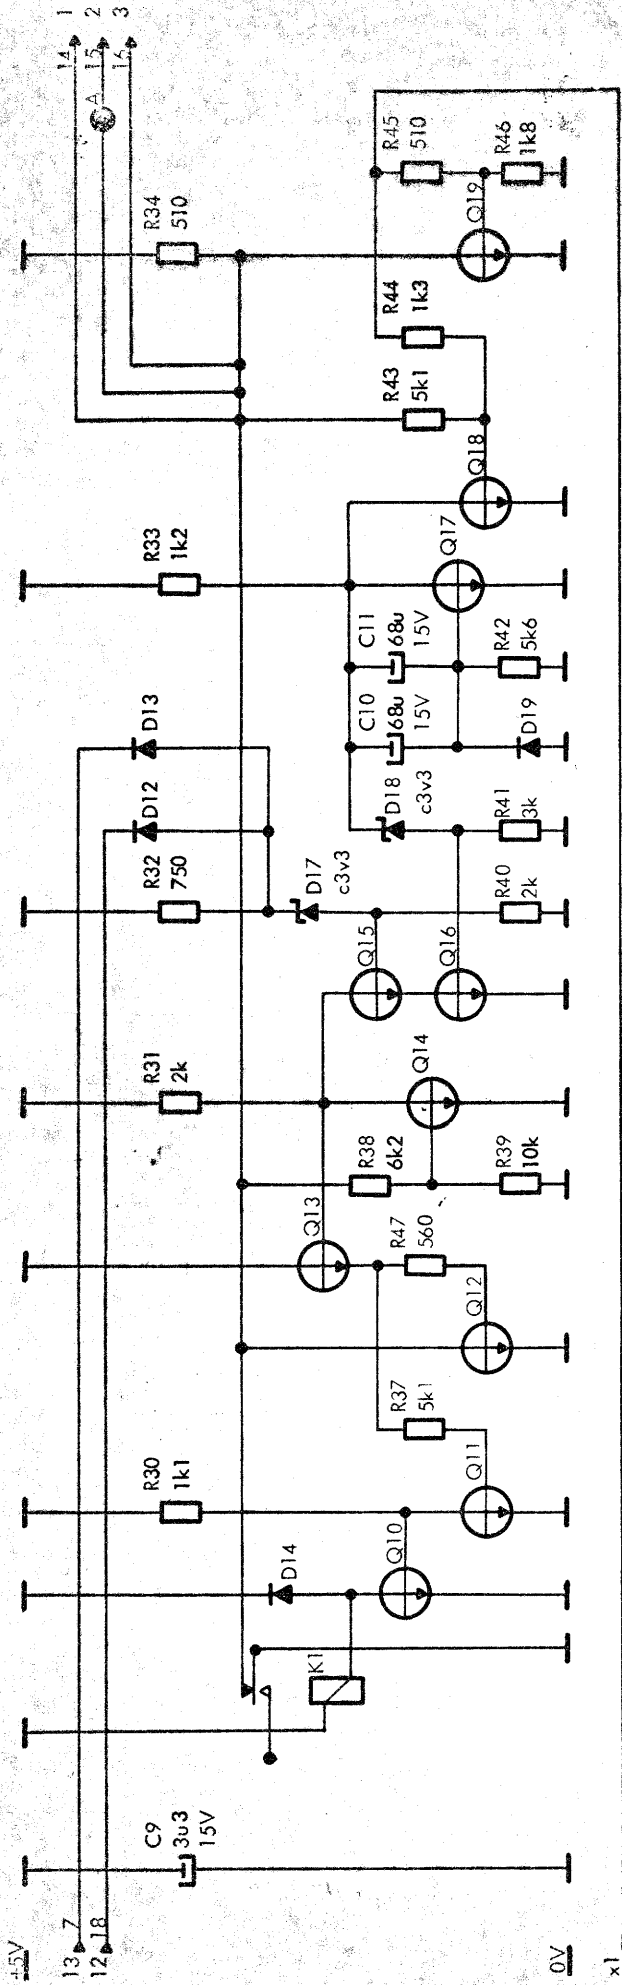 14 1
15 2
16 3
A
R45
510
R46
1k8
Q19
R34
510
R44
1k3
R43
5k1
Q18
R33
1k2
Q17
C11
68u
15V
R42
5k6
C10
68u
15V
D19
D13
D12
D18
c3v3
R41
3k
R32
750
D17
c3v3
R40
2k
Q15
Q16
R31
2k
Q14
R38
6k2
R39
10k
Q13
R47
560
Q12
R37
5k1
Q11
R30
1k1
Q10
D14
K1
C9
3u3
15V
+5V
13 7
12 18
0V
x1